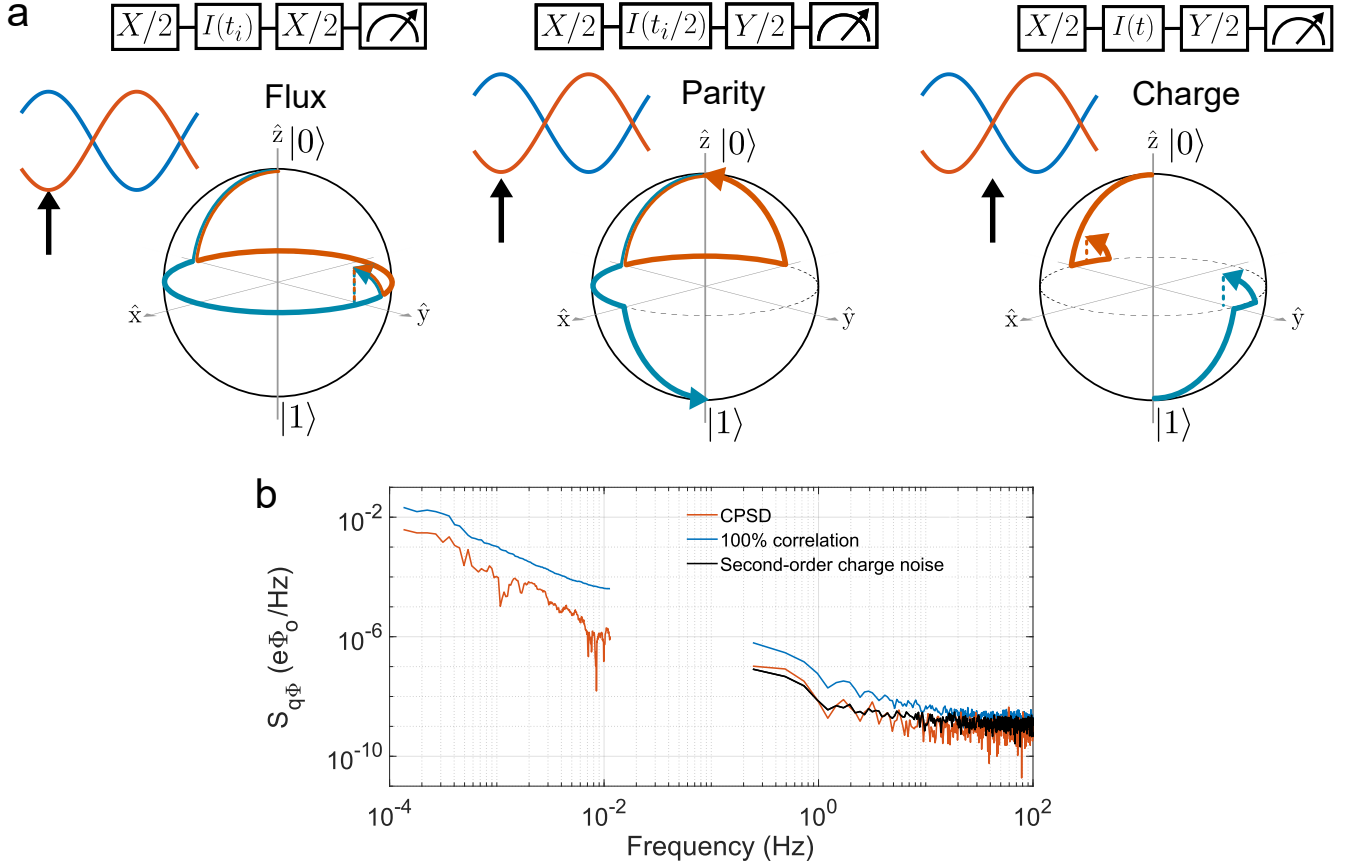 a
X/2 I(t_i) X/2
X/2 I(t_i/2) Y/2
X/2 I(t) Y/2
Flux
Parity
Charge
ẑ |0⟩
x̂
ŷ
|1⟩
ẑ |0⟩
x̂
ŷ
|1⟩
ẑ |0⟩
x̂
ŷ
|1⟩
b
S_{qΦ} (eΦ_o/Hz)
10^{-2}
10^{-6}
10^{-10}
CPSD
100% correlation
Second-order charge noise
10^{-4} 10^{-2} 10^{0} 10^{2}
Frequency (Hz)